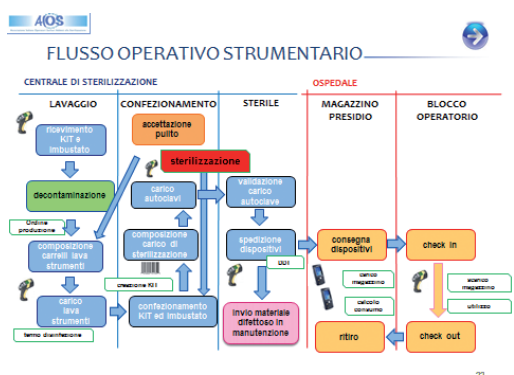 AIOS
FLUSSO OPERATIVO STRUMENTARIO
CENTRALE DI STERILIZZAZIONE
OSPEDALE
LAVAGGIO
CONFEZIONAMENTO
STERILE
MAGAZZINO
PRESIDIO
BLOCCO
OPERATORIO
ricevimento
KIT e
imbustato
accettazione
pulito
sterilizzazione
decontaminazione
carico
autoclavi
validazione
carico
autoclave
Ordine
produzione
composizione
carrelli lava
strumenti
composizione
carico di
sterilizzazione
spedizione
dispositivi
consegna
dispositivi
check in
DDT
creazione Kit
carico
magazzino
scarico
magazzino
carico
lava
strumenti
confezionamento
KIT ed imbustato
invio materiale
difettoso in
manutenzione
calcolo
consumo
utilizzo
ritiro
check out
termo disinfezione